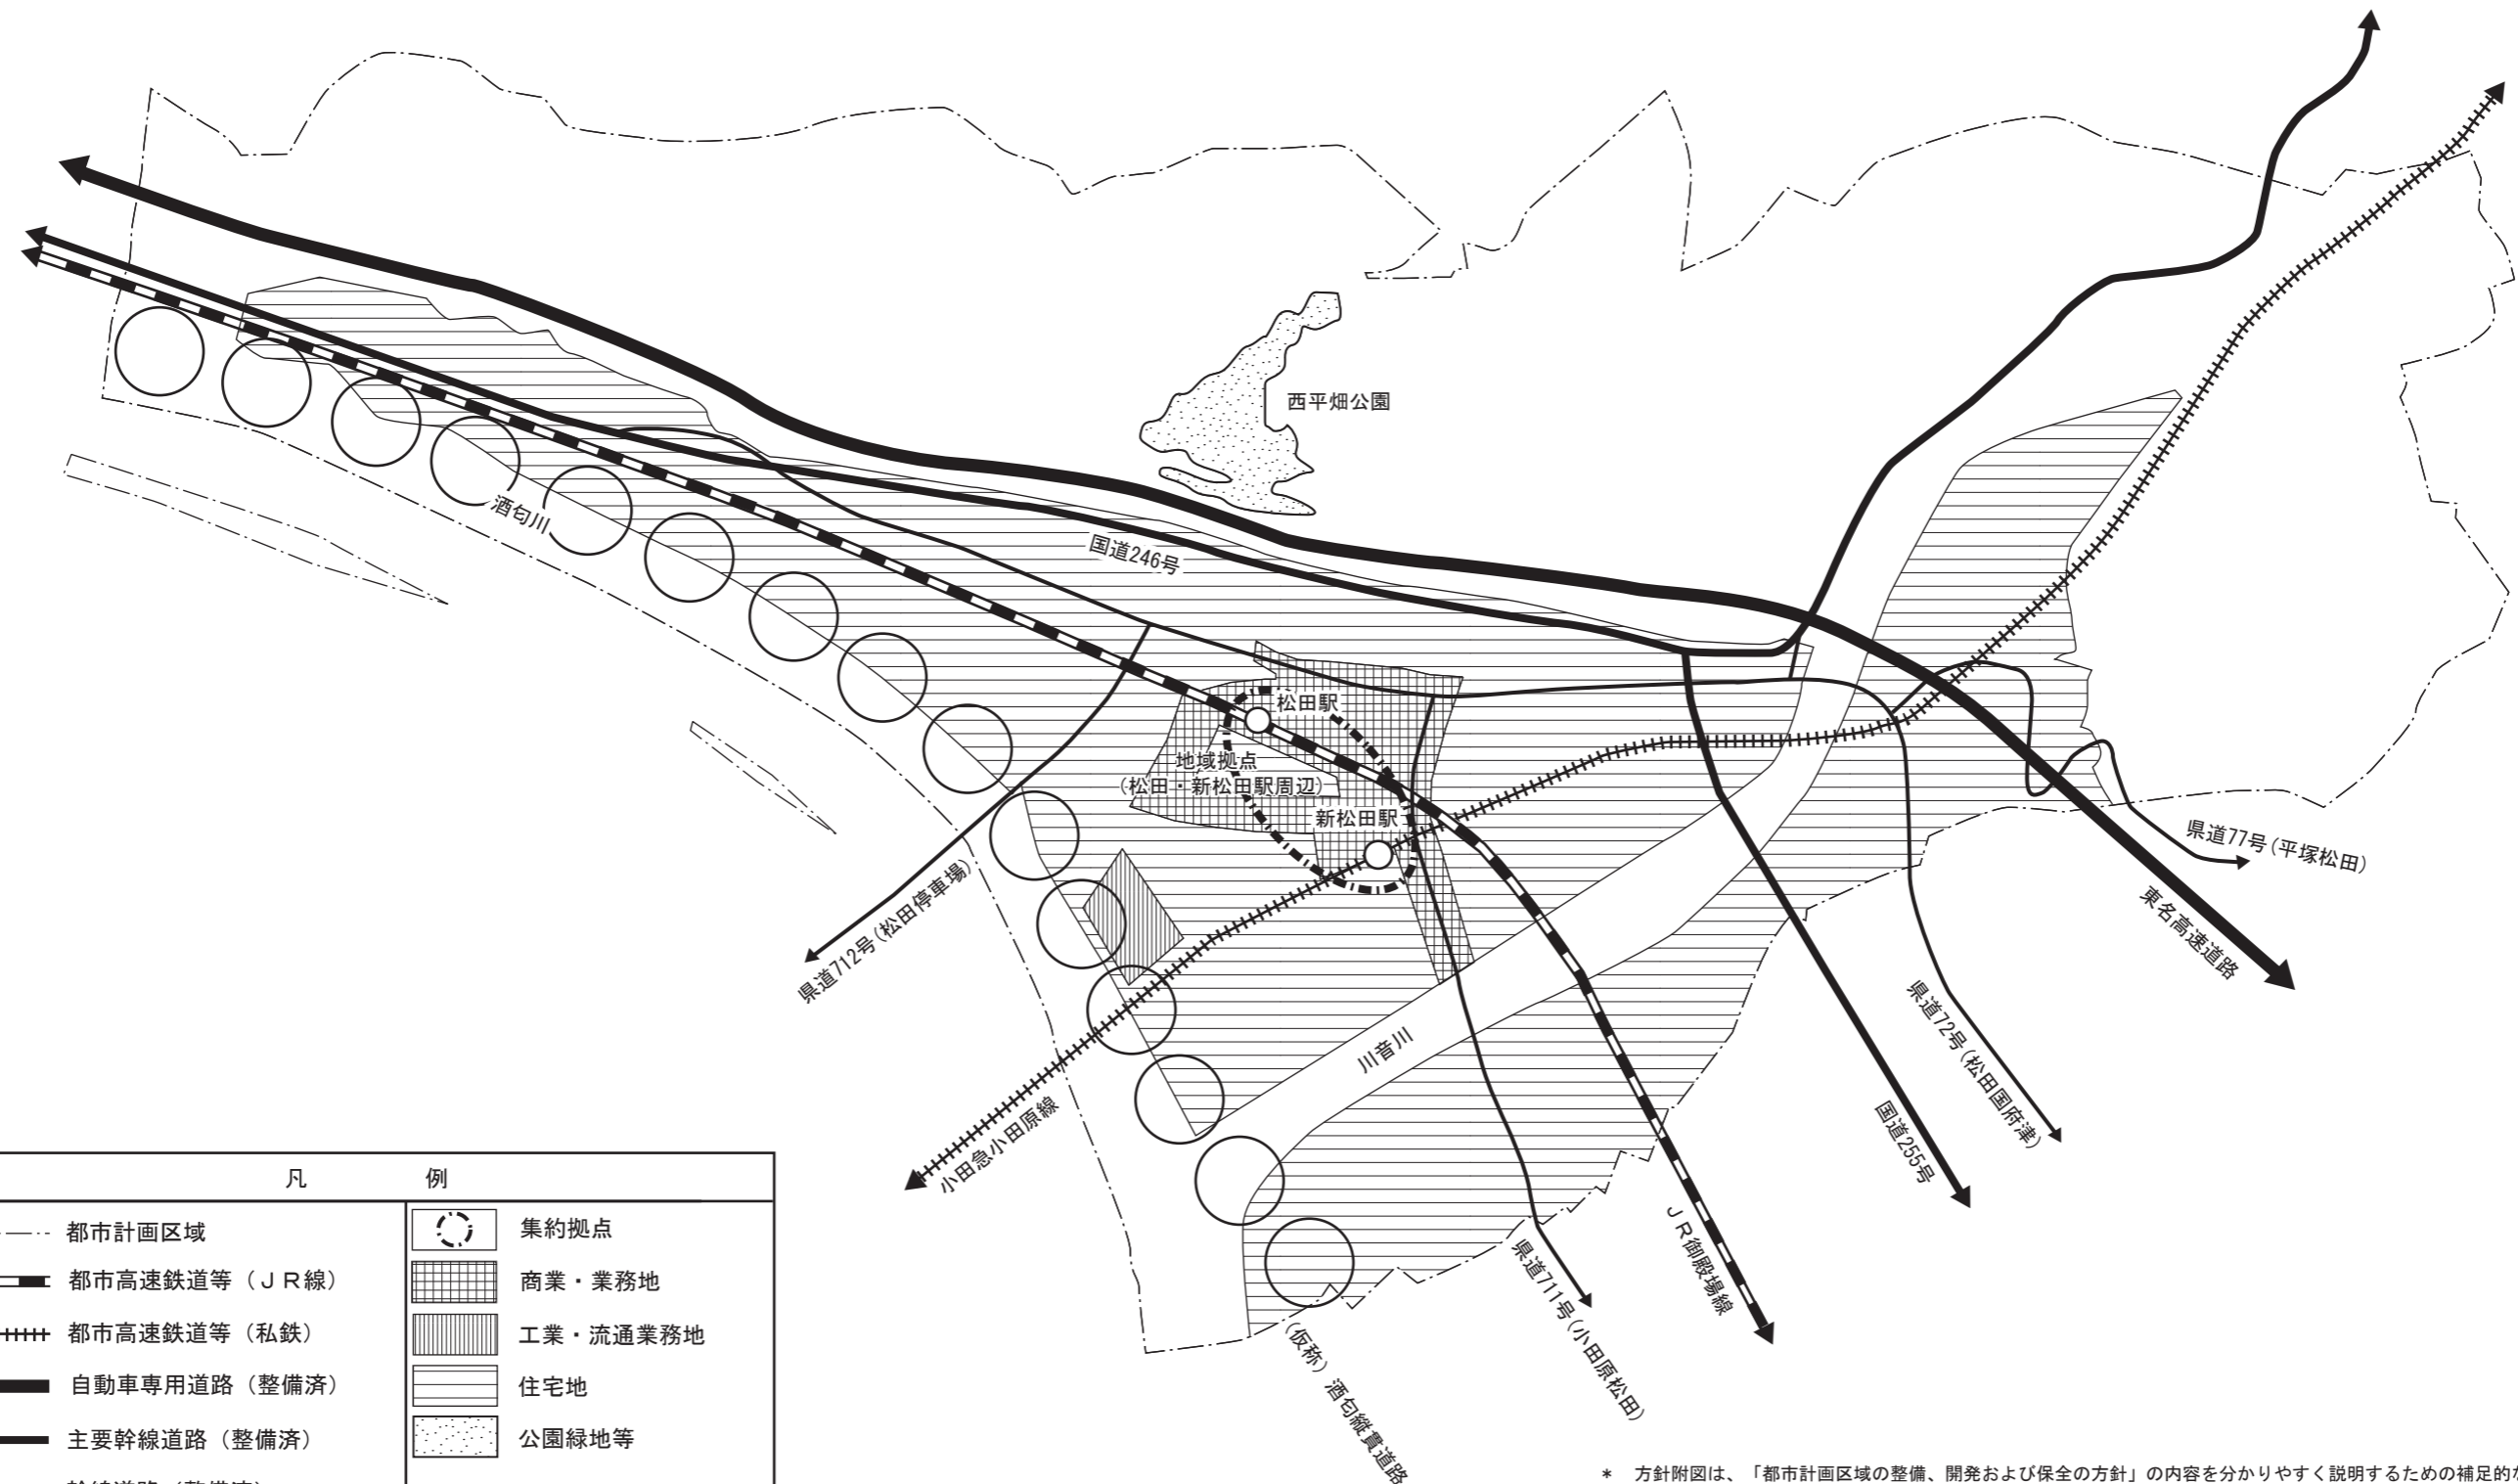 西平畑公園
酒匂川
国道246号
松田駅
地域拠点
(松田・新松田駅周辺)
新松田駅
県道77号(平塚松田)
東名高速道路
県道712号(松田停車場)
県道72号(松田国府津)
川音川
国道255号
小田急小田原線
JR御殿場線
県道711号(小田原松田)
(仮称)酒匂縦貫道路
凡　　例
都市計画区域
都市高速鉄道等(JR線)
都市高速鉄道等(私鉄)
自動車専用道路(整備済)
主要幹線道路(整備済)
集約拠点
商業・業務地
工業・流通業務地
住宅地
公園緑地等
* 方針附図は、「都市計画区域の整備、開発および保全の方針」の内容を分かりやすく説明するための補足的